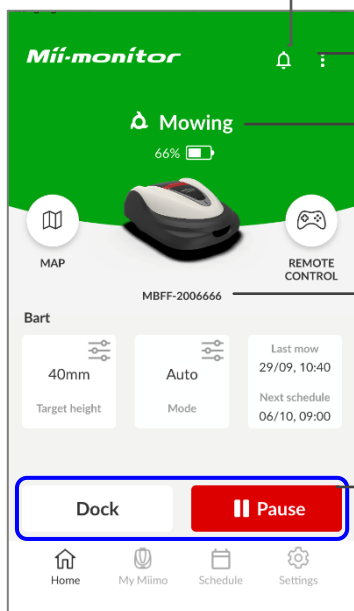 Mii-monitor
Mowing
66%
MAP
REMOTE
CONTROL
MBFF-2006666
Bart
40mm
Target height
Auto
Mode
Last mow
29/09, 10:40
Next schedule
06/10, 09:00
Dock
Pause
Home
My Miimo
Schedule
Settings